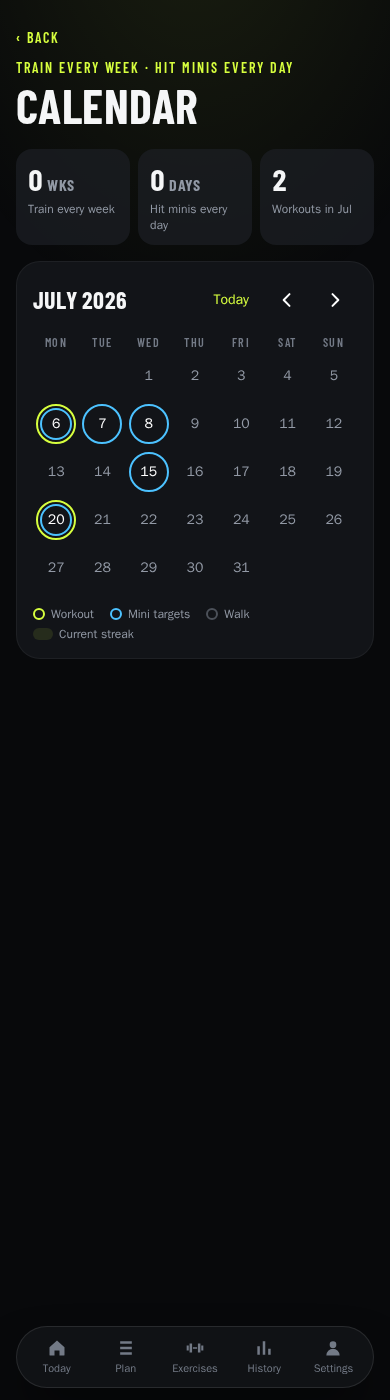 ‹ BACK
TRAIN EVERY WEEK · HIT MINIS EVERY DAY
CALENDAR
0 WKS
Train every week
0 DAYS
Hit minis every
day
2
Workouts in Jul
JULY 2026
Today
MON TUE WED THU FRI SAT SUN
1 2 3 4 5
6 7 8 9 10 11 12
13 14 15 16 17 18 19
20 21 22 23 24 25 26
27 28 29 30 31
Workout Mini targets Walk
Current streak
Today Plan Exercises History Settings